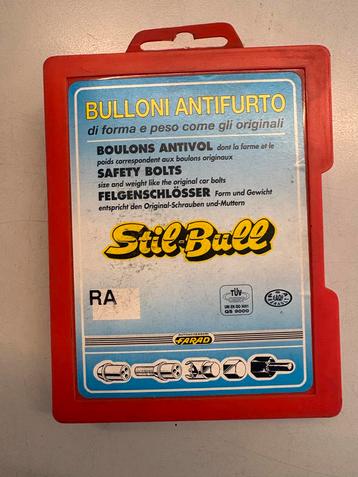 BULLONI ANTIFURTO
di forma e peso come gli originali
BOULONS ANTIVOL dont la forme et le
poids correspondent aux boulons originaux
SAFETY BOLTS
size and weight like the original car bolts
FELGENSCHLÖSSER Form und Gewicht
entspricht den Original-Schrauben und-Muttern
Stil-Bull
RA
TÜV
QS 9000
FARAD